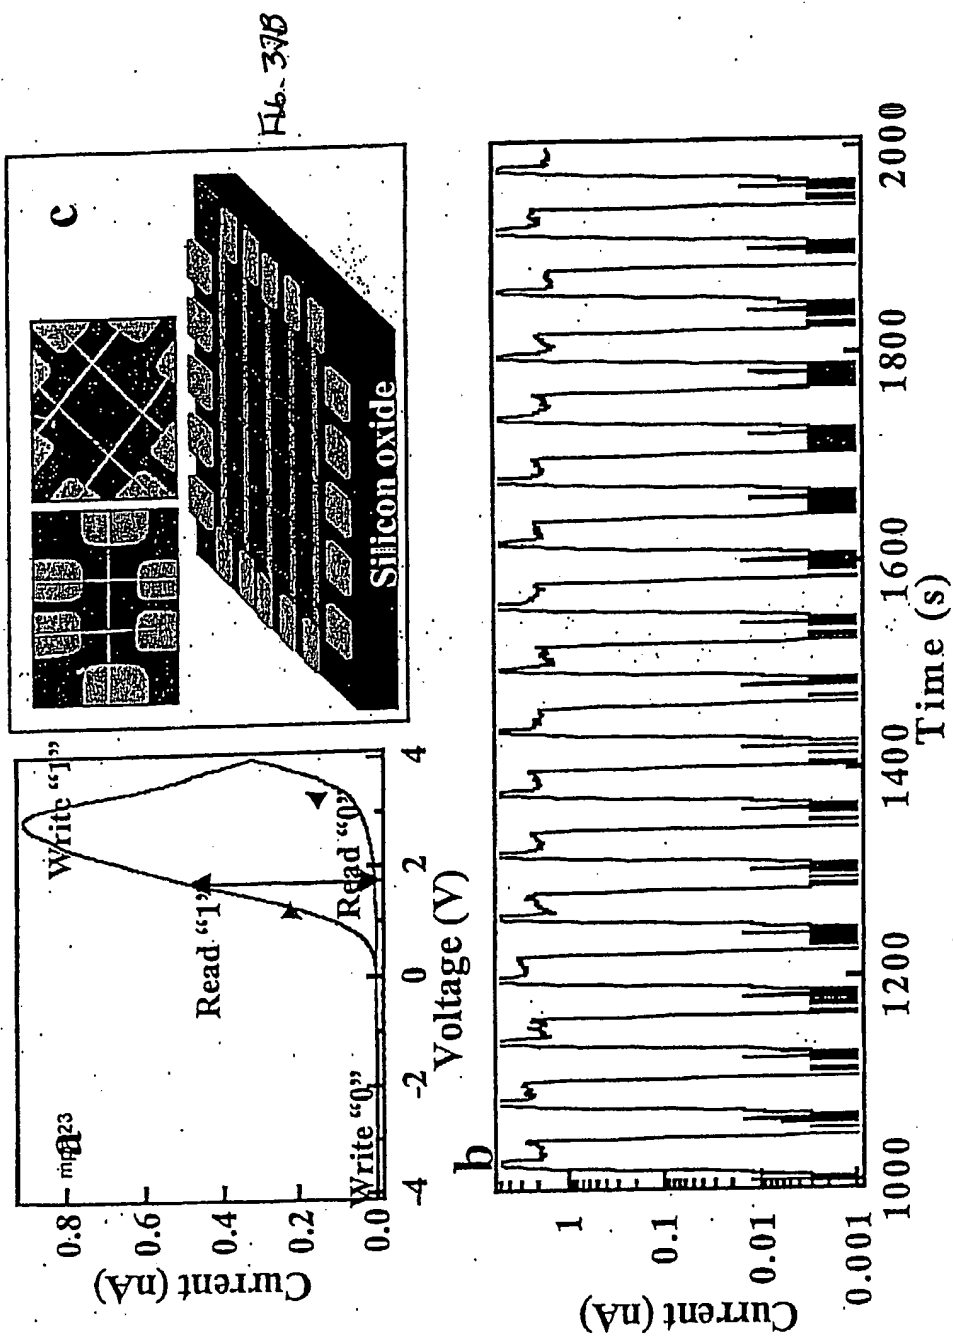 FIG. 37B
c
Silicon oxide
a
Write "1"
Read "1"
Read "0"
Write "0"
0.8
0.6
0.4
0.2
0.0
Current (nA)
-4
-2
0
2
4
Voltage (V)
b
1
0.1
0.01
0.001
Current (nA)
1000
1200
1400
1600
1800
2000
Time (s)